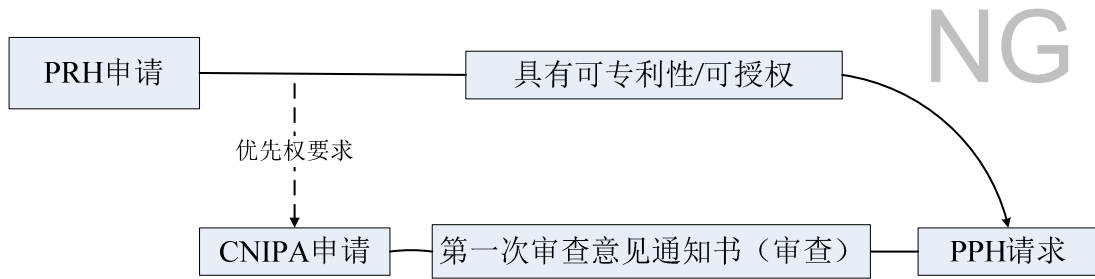 NG
PRH申请
具有可专利性/可授权
优先权要求
CNIPA申请
第一次审查意见通知书（审查）
PPH请求